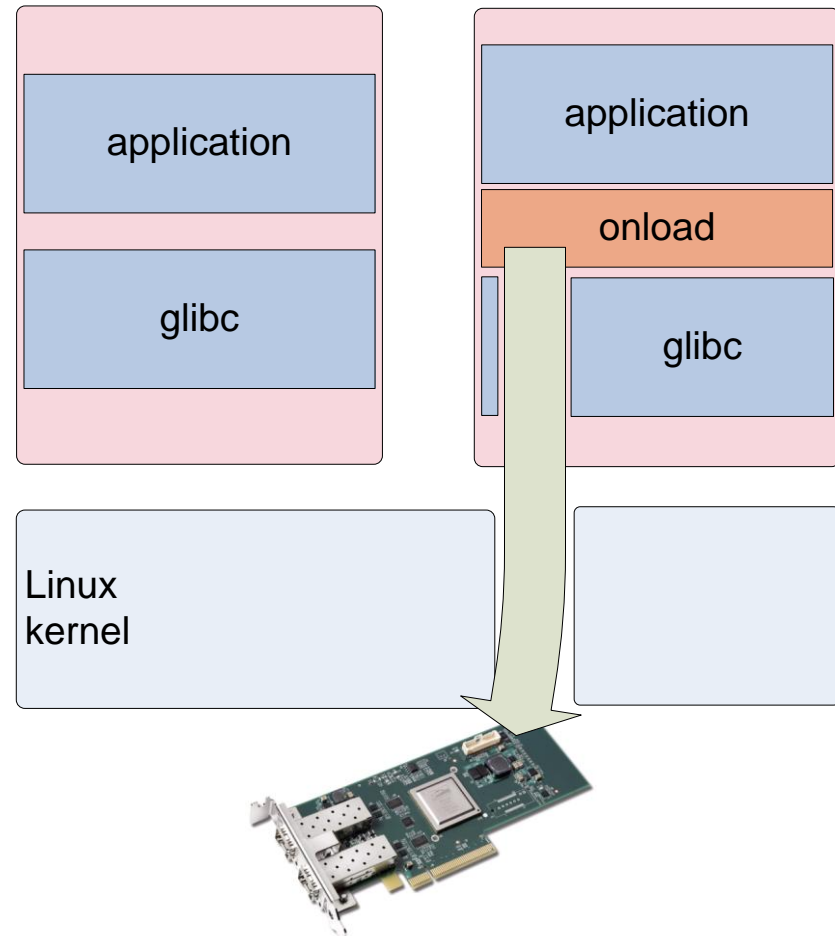 application
glibc
application
onload
glibc
Linux
kernel